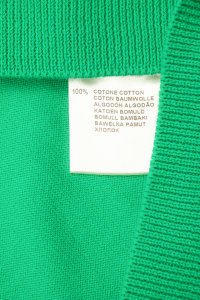 100% COTONE COTTON
COTON BAUMWOLLE
ALGODÓN ALGODÃO
KATOEN BOMULD
BOMULL BAMBAKI
BAWEŁNA PAMUT
ХЛОПОК